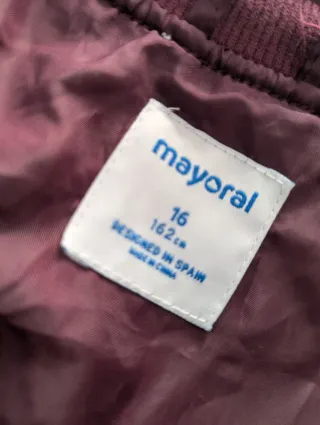 mayoral
16
162cm
DESIGNED IN SPAIN
MADE IN CHINA